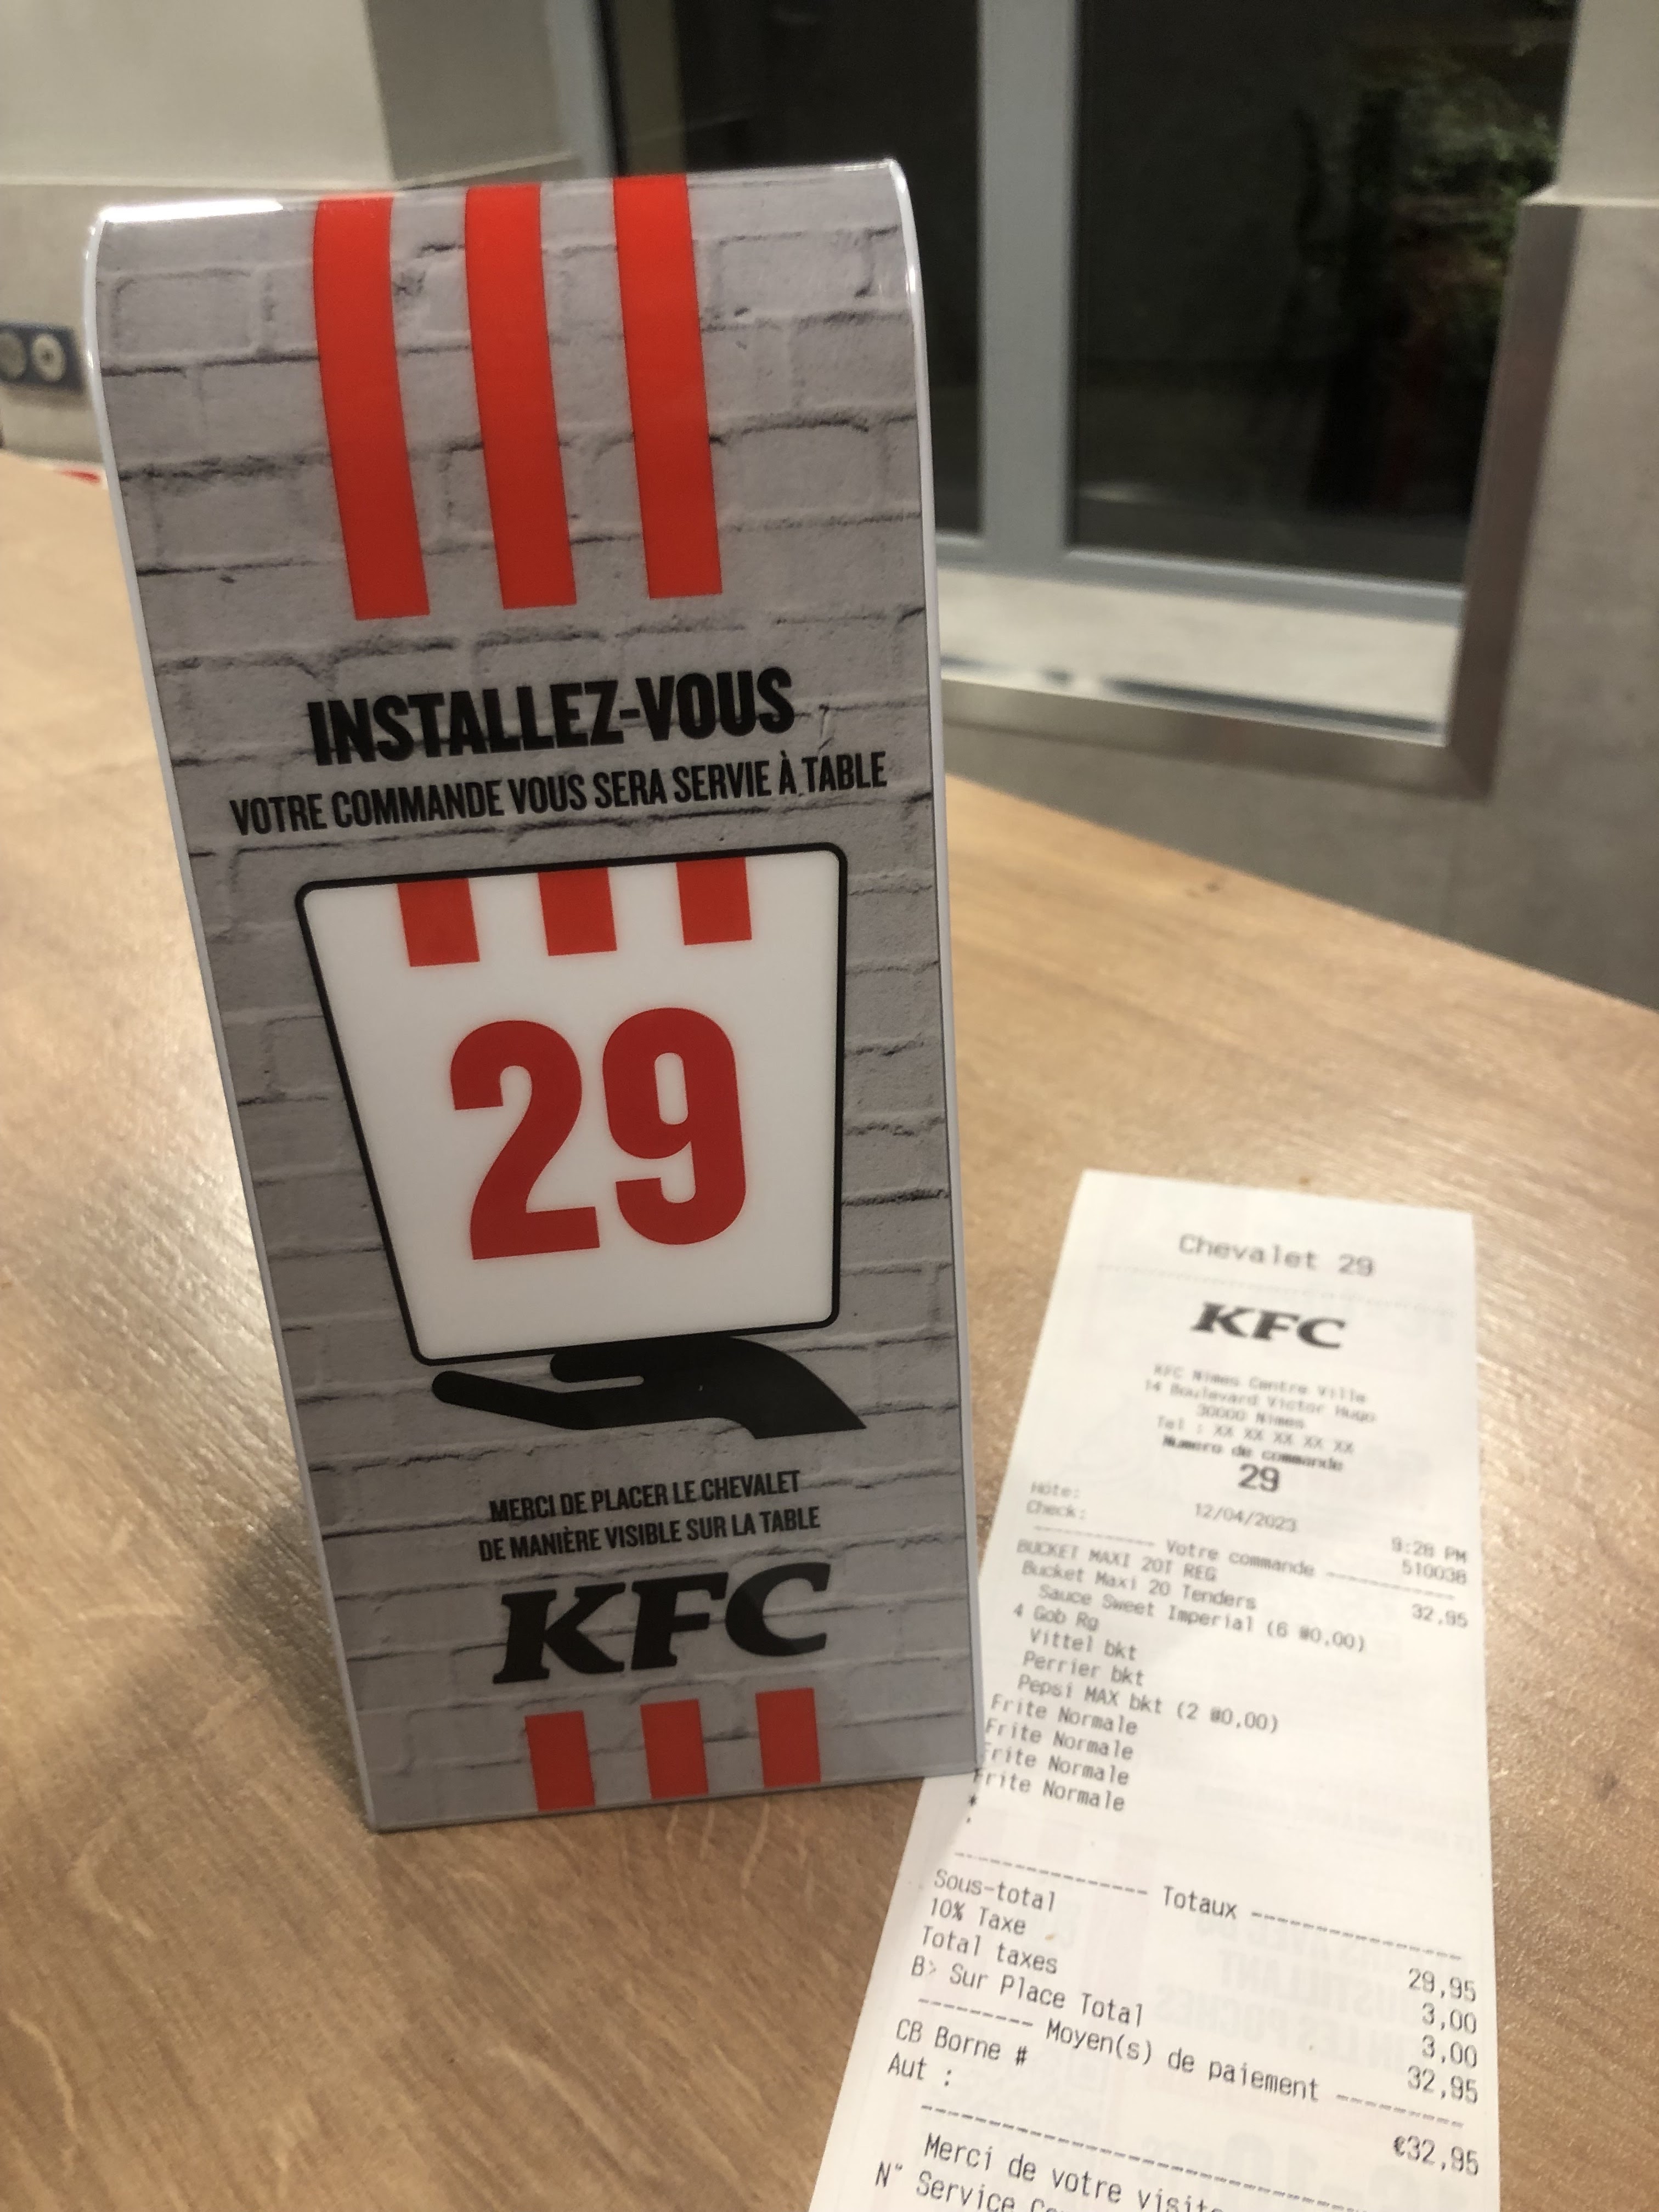 INSTALLEZ-VOUS
VOTRE COMMANDE VOUS SERA SERVIE À TABLE
29
MERCI DE PLACER LE CHEVALET
DE MANIÈRE VISIBLE SUR LA TABLE
KFC
Chevalet 29
KFC
KFC Nimes Centre Ville
14 Boulevard Victor Hugo
30000 Nimes
Tel : XX XX XX XX XX
Numero de commande
29
Hôte: 12/04/2023 9:28 PM
Check: 510038
Votre commande
BUCKET MAXI 20T REG 32,95
Bucket Maxi 20 Tenders
Sauce Sweet Imperial (6 @0,00)
4 Gob Rg
Vittel bkt
Perrier bkt
Pepsi MAX bkt (2 @0,00)
Frite Normale
Frite Normale
Frite Normale
Frite Normale
Totaux
Sous-total 29,95
10% Taxe 3,00
Total taxes 3,00
B> Sur Place Total 32,95
Moyen(s) de paiement
CB Borne # €32,95
Aut :
Merci de votre visite
N° Service